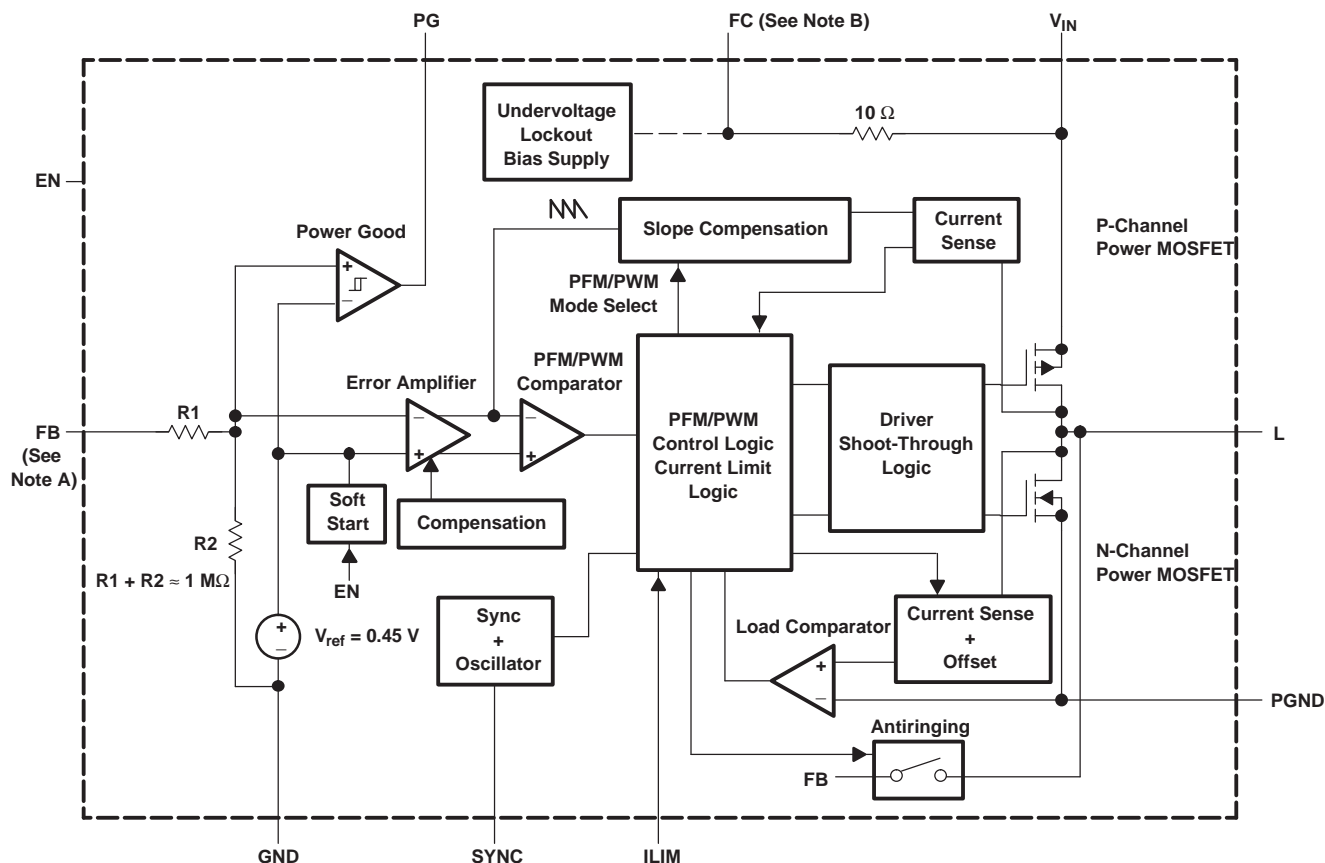 PG
FC (See Note B)
VIN
Undervoltage
Lockout
Bias Supply
10 Ω
EN
Slope Compensation
Current
Sense
P-Channel
Power MOSFET
Power Good
+
−
PFM/PWM
Mode Select
PFM/PWM
Comparator
Error Amplifier
R1
FB
(See
Note A)
−
+
−
+
PFM/PWM
Control Logic
Current Limit
Logic
Driver
Shoot-Through
Logic
L
Soft
Start
Compensation
R2
R1 + R2 ≈ 1 MΩ
EN
N-Channel
Power MOSFET
+
−
Vref = 0.45 V
Sync
+
Oscillator
Load Comparator
Current Sense
+
Offset
+
−
PGND
Antiringing
FB
GND
SYNC
ILIM